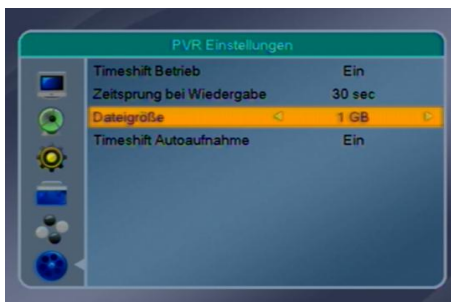 PVR Einstellungen
Timeshift Betrieb Ein
Zeitsprung bei Wiedergabe 30 sec
Dateigröße 1 GB
Timeshift Autoaufnahme Ein